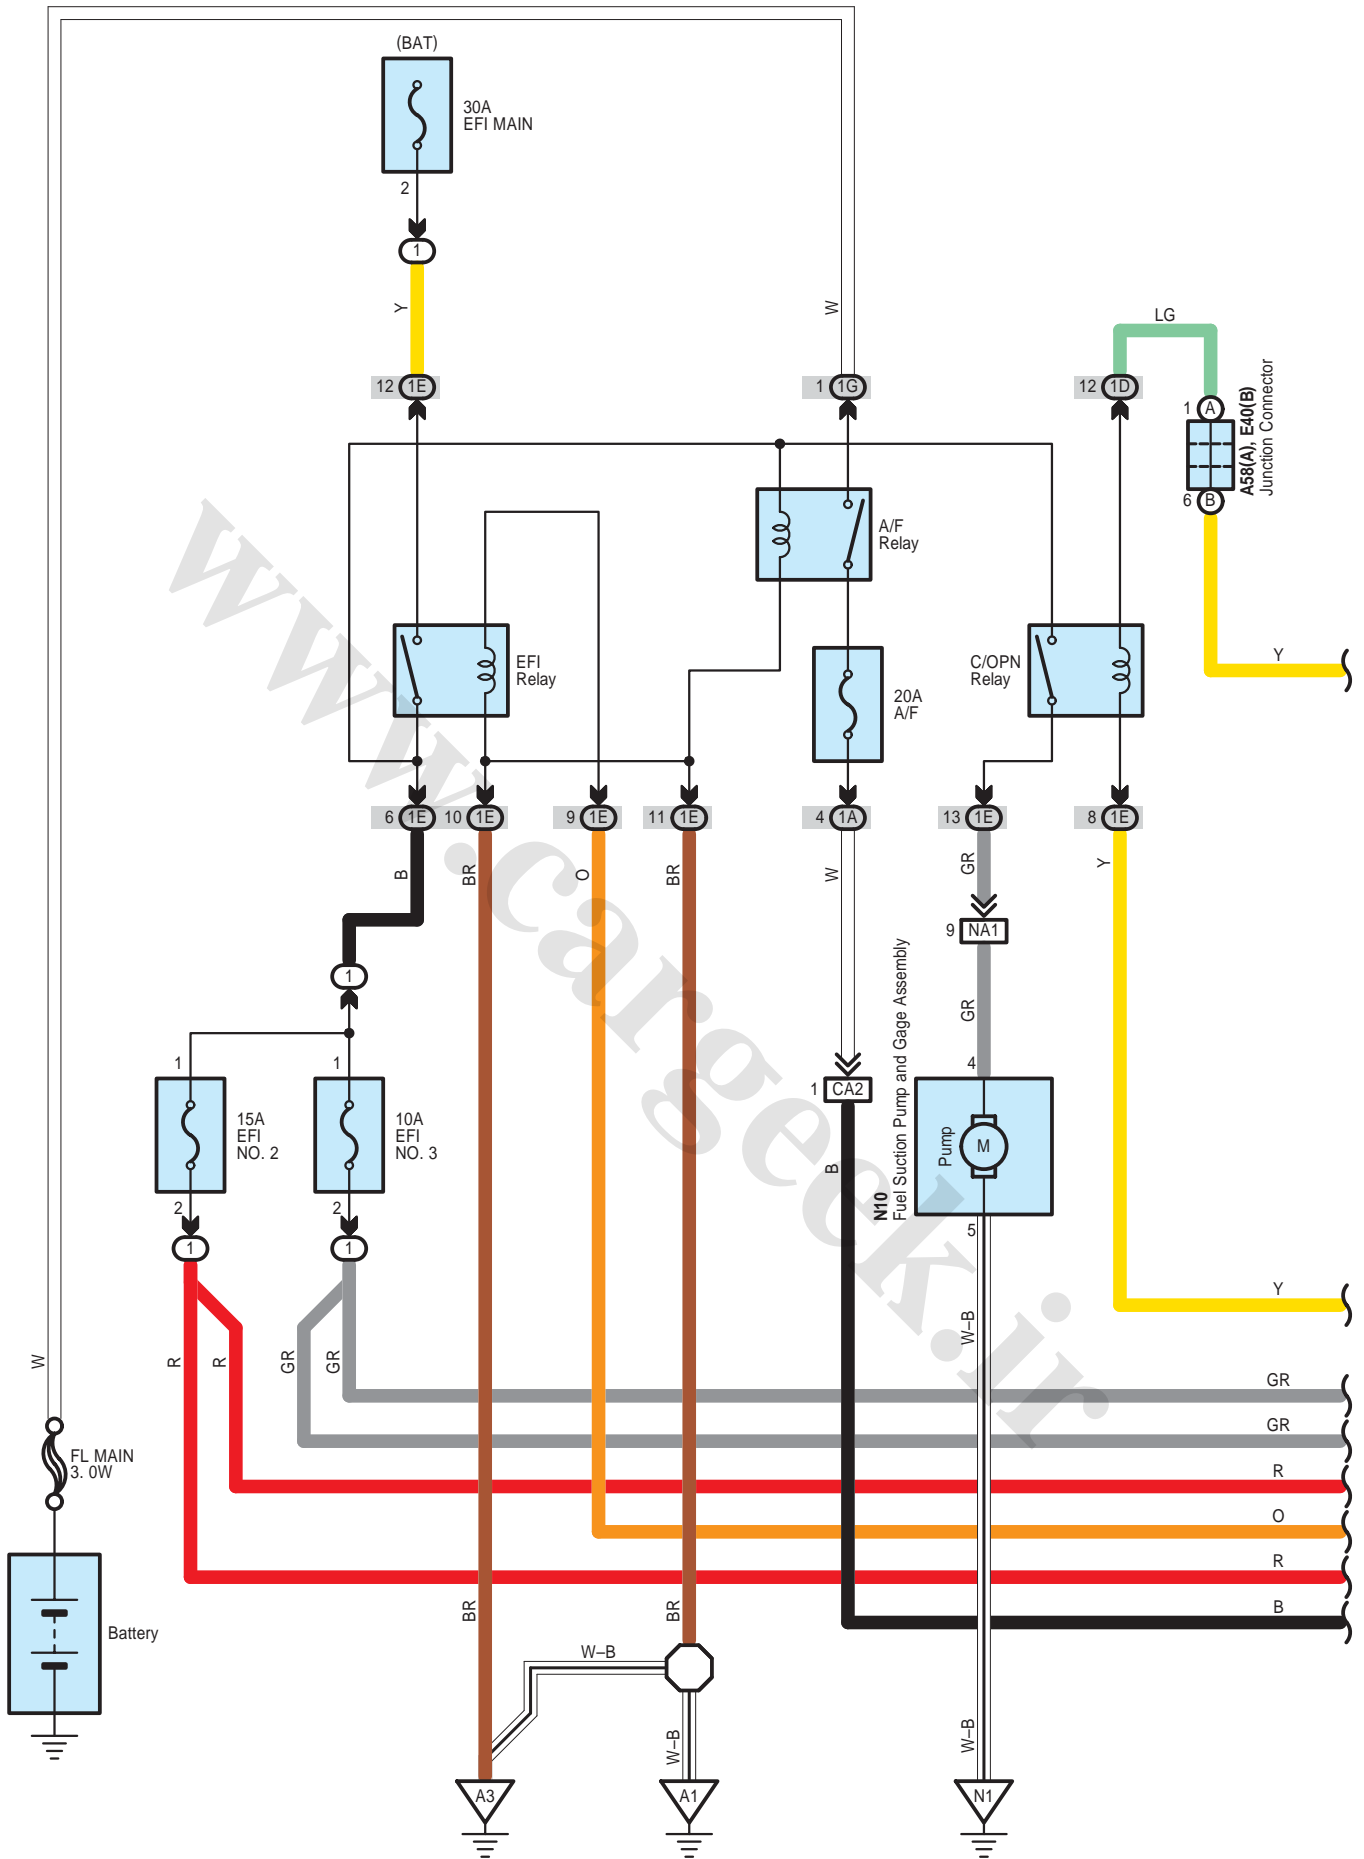 (BAT)
30A
EFI MAIN
2
1
Y
W
LG
12 1E
1 1G
12 1D
1 A
6 B
A58(A), E40(B)
Junction Connector
A/F
Relay
EFI
Relay
20A
A/F
C/OPN
Relay
Y
6 1E
10 1E
9 1E
11 1E
4 1A
13 1E
8 1E
B
BR
O
BR
W
GR
Y
9 NA1
1
GR
1
1
4
15A
EFI
NO. 2
10A
EFI
NO. 3
1 CA2
N10
Fuel Suction Pump and Gage Assembly
Pump
M
B
2
2
5
1
1
Y
W
R
R
GR
GR
W–B
GR
GR
FL MAIN
3. 0W
R
O
R
B
Battery
BR
BR
W–B
W–B
W–B
A3
A1
N1
www.cargeek.ir